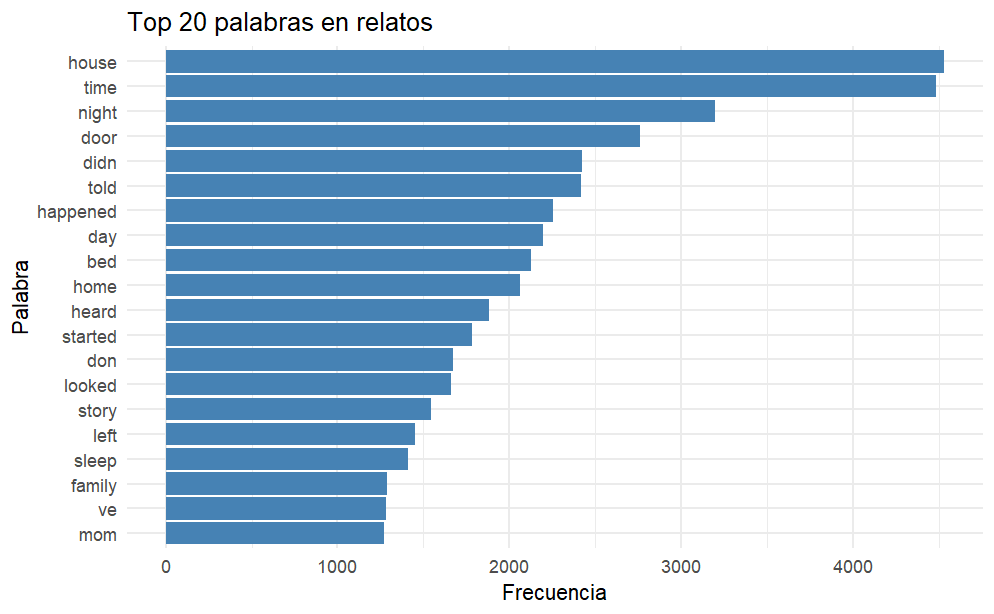 Top 20 palabras en relatos
Palabra
house
time
night
door
didn
told
happened
day
bed
home
heard
started
don
looked
story
left
sleep
family
ve
mom
0 1000 2000 3000 4000
Frecuencia